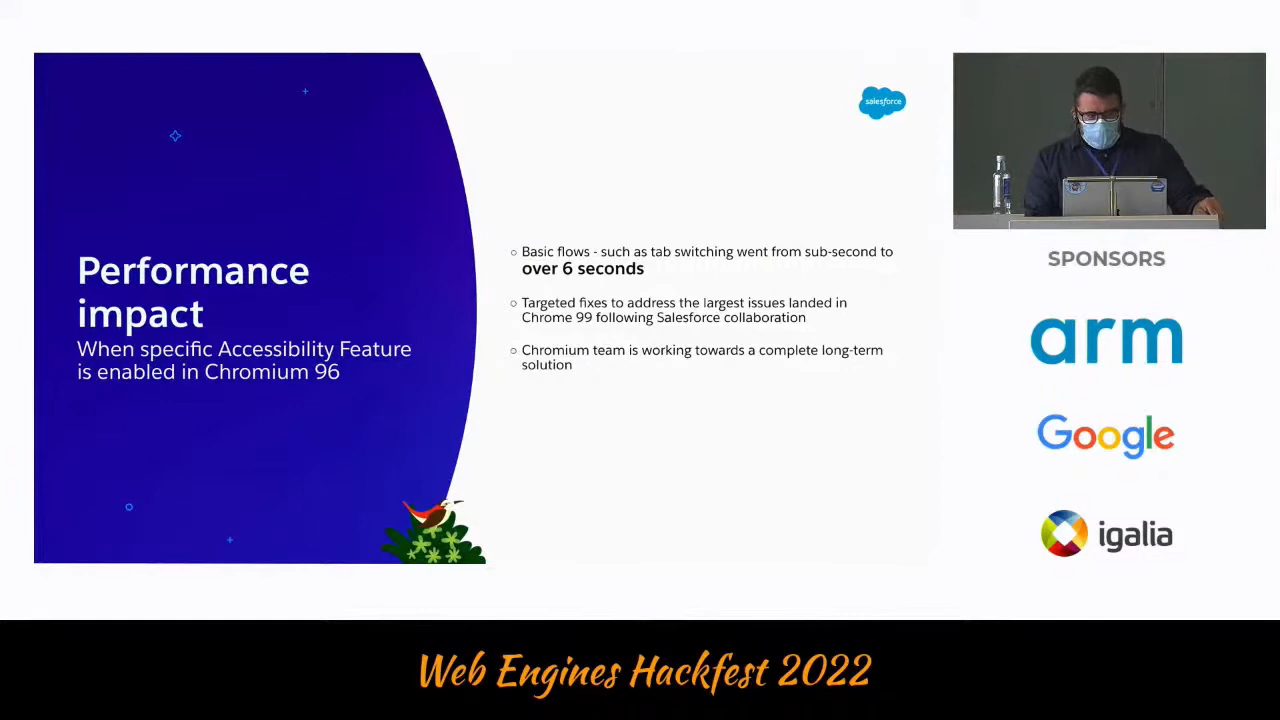 Performance
impact
When specific Accessibility Feature
is enabled in Chromium 96
salesforce
○ Basic flows - such as tab switching went from sub-second to
over 6 seconds
○ Targeted fixes to address the largest issues landed in
Chrome 99 following Salesforce collaboration
○ Chromium team is working towards a complete long-term
solution
SPONSORS
arm
Google
igalia
Web Engines Hackfest 2022